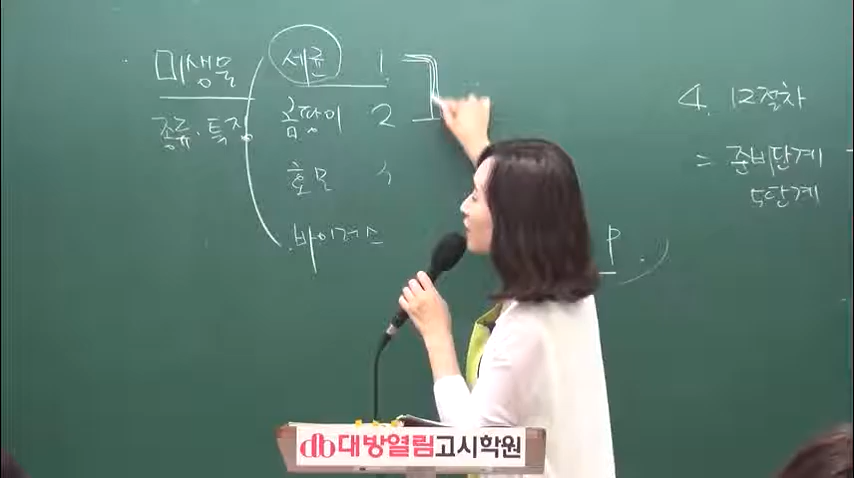 미생물
종류·특징
세균 1
곰팡이 2
효모
바이러스
4. 12절차
= 준비단계
5단계
P
db대방열림고시학원